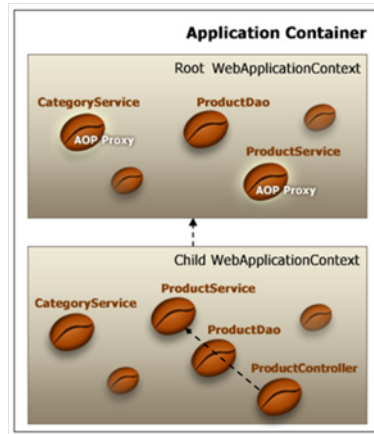 Application Container
Root WebApplicationContext
CategoryService
ProductDao
AOP Proxy
ProductService
AOP Proxy
Child WebApplicationContext
ProductService
CategoryService
ProductDao
ProductController